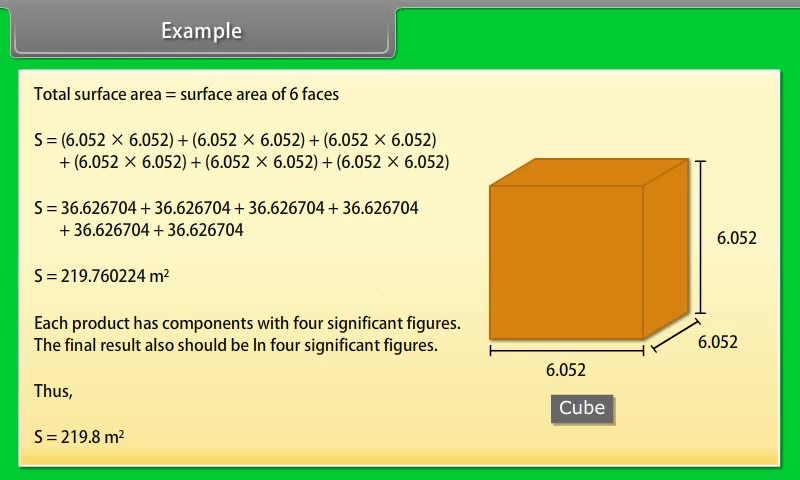 Example
Total surface area = surface area of 6 faces
S = (6.052 × 6.052) + (6.052 × 6.052) + (6.052 × 6.052)
+ (6.052 × 6.052) + (6.052 × 6.052) + (6.052 × 6.052)
S = 36.626704 + 36.626704 + 36.626704 + 36.626704
+ 36.626704 + 36.626704
S = 219.760224 m²
Each product has components with four significant figures.
The final result also should be In four significant figures.
Thus,
S = 219.8 m²
6.052
6.052
6.052
Cube